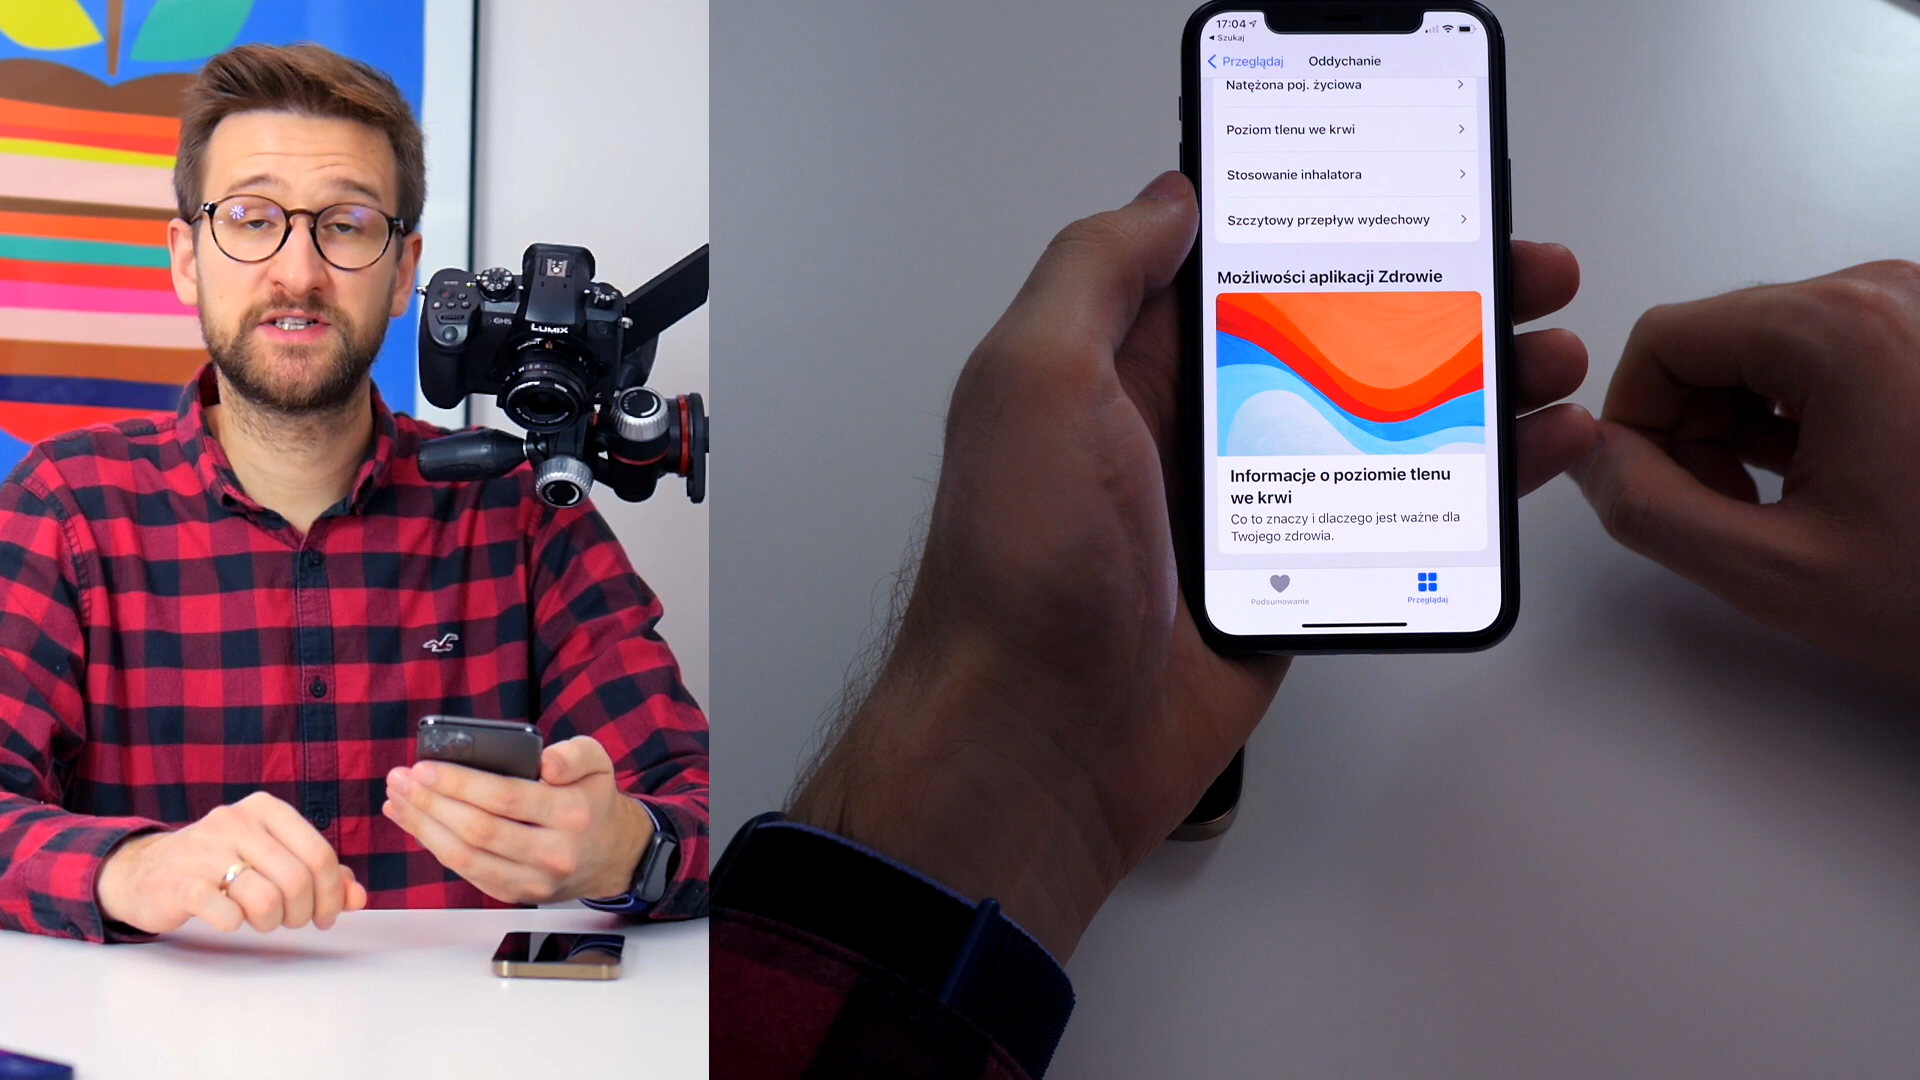 LUMIX
GH5
17:04
Szukaj
Przeglądaj
Oddychanie
Natężona poj. życiowa
Poziom tlenu we krwi
Stosowanie inhalatora
Szczytowy przepływ wydechowy
Możliwości aplikacji Zdrowie
Informacje o poziomie tlenu
we krwi
Co to znaczy i dlaczego jest ważne dla
Twojego zdrowia.
Podsumowanie
Przeglądaj